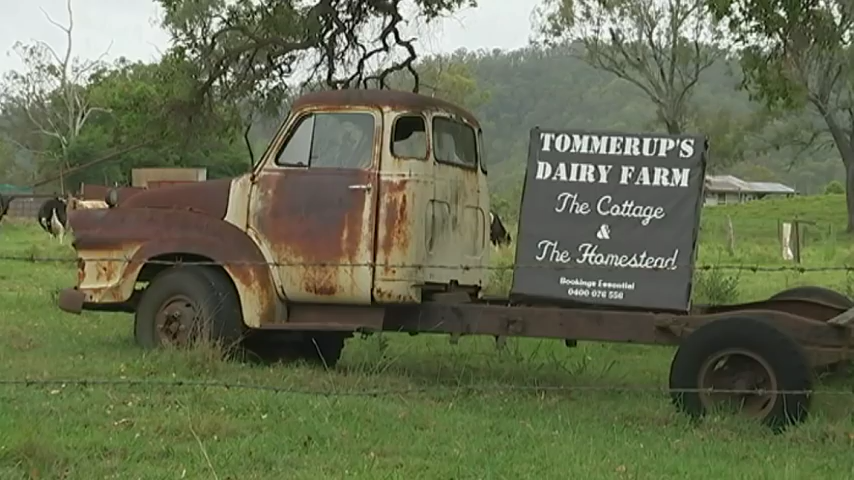 TOMMERUP'S
DAIRY FARM
The Cottage
&
The Homestead
Bookings Essential
0400 076 556